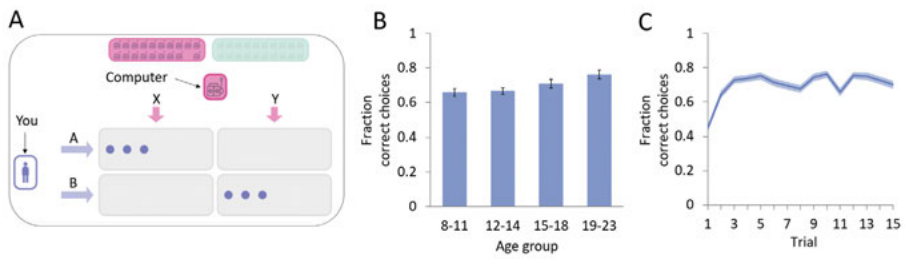 A
Computer
X
Y
You
A
B
B
Fraction
correct choices
1
0.8
0.6
0.4
0.2
0
8-11
12-14
15-18
19-23
Age group
C
Fraction
correct choices
1
0.8
0.6
0.4
0.2
0
1
3
5
7
9
11
13
15
Trial